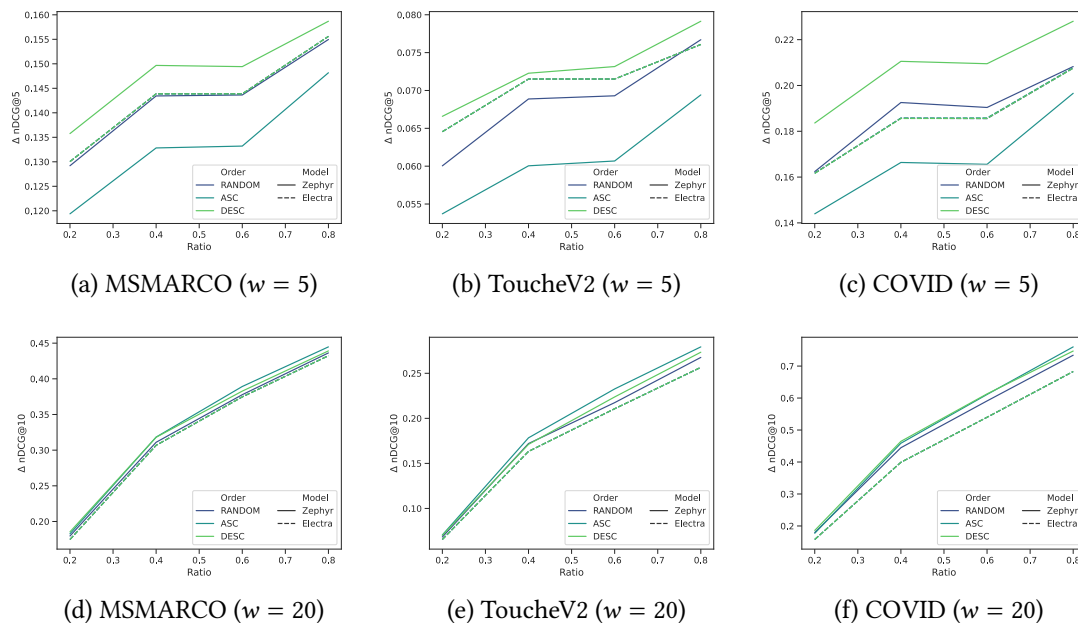 Δ nDCG@5
0.160
0.155
0.150
0.145
0.140
0.135
0.130
0.125
0.120
0.2 0.3 0.4 0.5 0.6 0.7 0.8
Ratio
Order Model
RANDOM Zephyr
ASC Electra
DESC
(a) MSMARCO (w = 5)
Δ nDCG@5
0.080
0.075
0.070
0.065
0.060
0.055
0.2 0.3 0.4 0.5 0.6 0.7 0.8
Ratio
Order Model
RANDOM Zephyr
ASC Electra
DESC
(b) ToucheV2 (w = 5)
Δ nDCG@5
0.22
0.20
0.18
0.16
0.14
0.2 0.3 0.4 0.5 0.6 0.7 0.8
Ratio
Order Model
RANDOM Zephyr
ASC Electra
DESC
(c) COVID (w = 5)
Δ nDCG@10
0.45
0.40
0.35
0.30
0.25
0.20
0.2 0.3 0.4 0.5 0.6 0.7 0.8
Ratio
Order Model
RANDOM Zephyr
ASC Electra
DESC
(d) MSMARCO (w = 20)
Δ nDCG@10
0.25
0.20
0.15
0.10
0.2 0.3 0.4 0.5 0.6 0.7 0.8
Ratio
Order Model
RANDOM Zephyr
ASC Electra
DESC
(e) ToucheV2 (w = 20)
Δ nDCG@10
0.7
0.6
0.5
0.4
0.3
0.2
0.2 0.3 0.4 0.5 0.6 0.7 0.8
Ratio
Order Model
RANDOM Zephyr
ASC Electra
DESC
(f) COVID (w = 20)